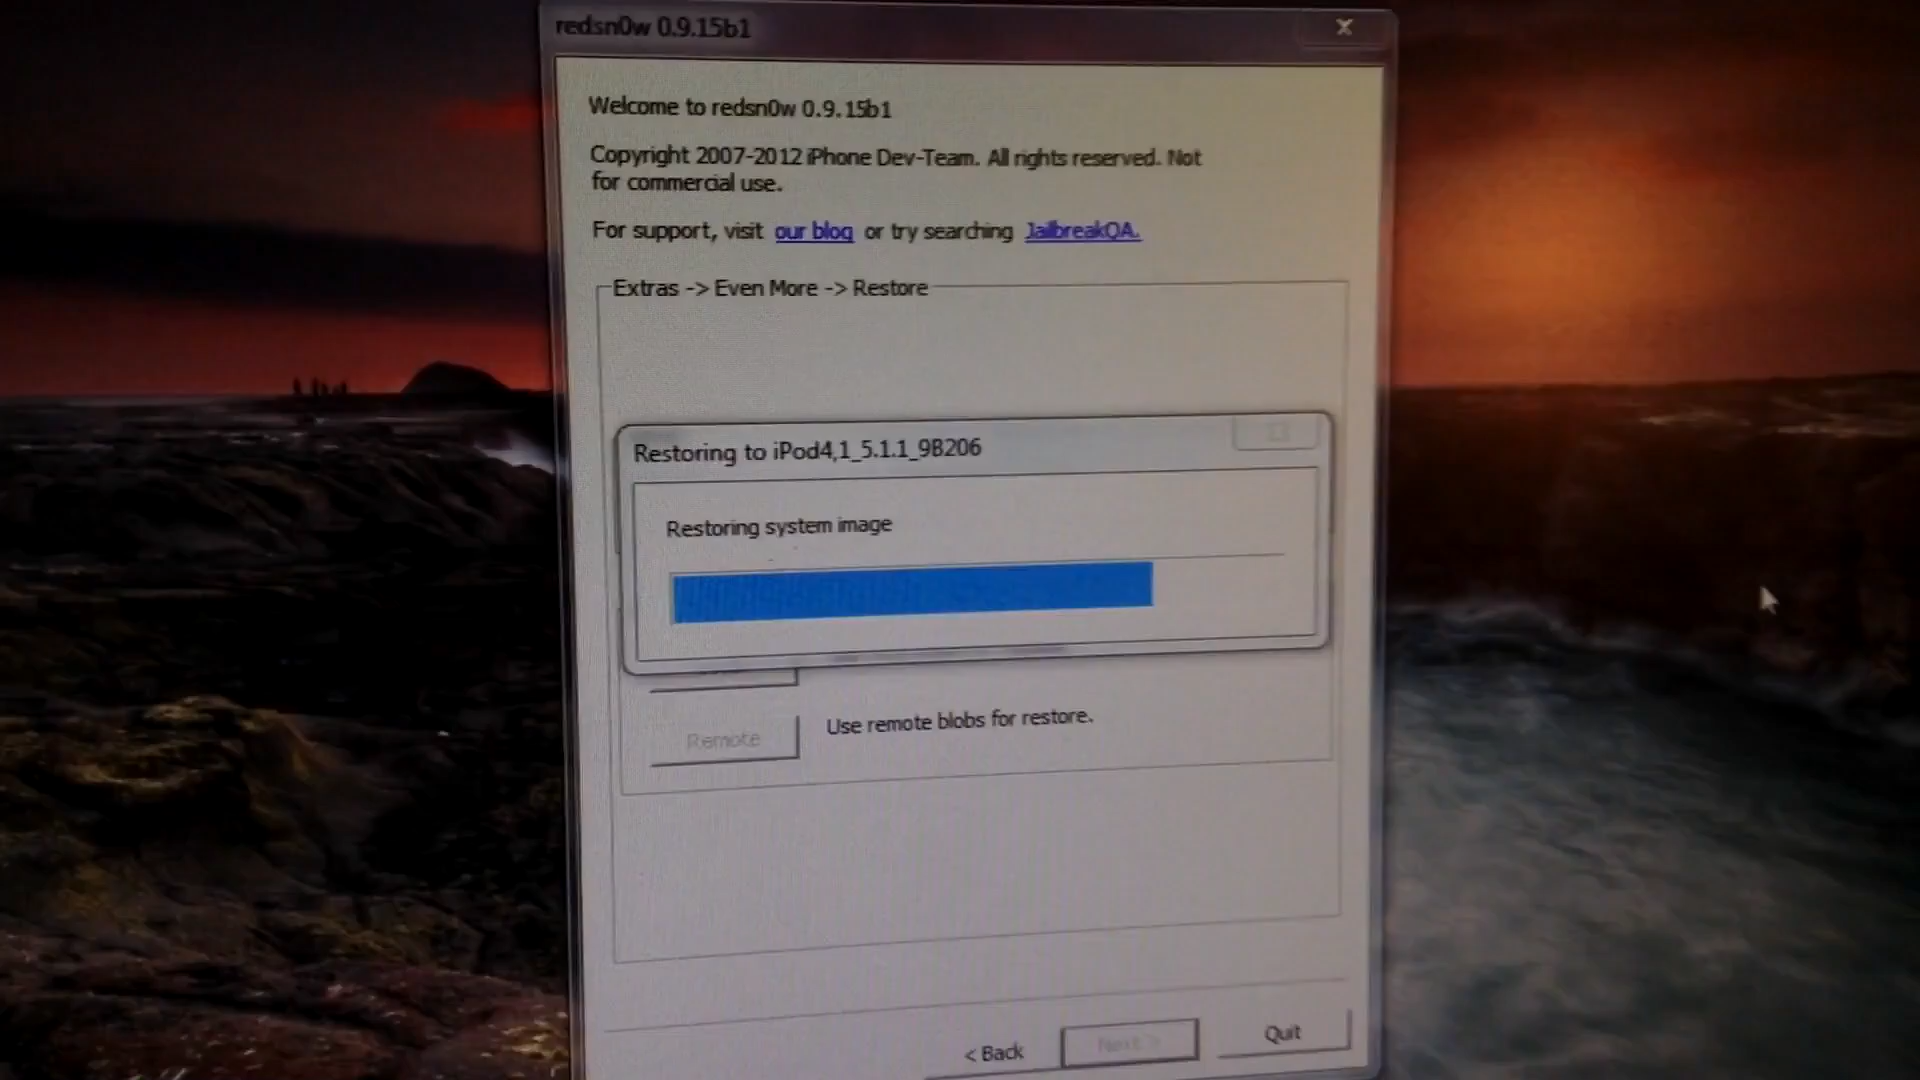 redsn0w 0.9.15b1
Welcome to redsn0w 0.9.15b1
Copyright 2007-2012 iPhone Dev-Team. All rights reserved. Not
for commercial use.
For support, visit our blog or try searching JailbreakQA.
Extras -> Even More -> Restore
Restoring to iPod4,1_5.1.1_9B206
Restoring system image
Remote Use remote blobs for restore.
< Back Next > Quit